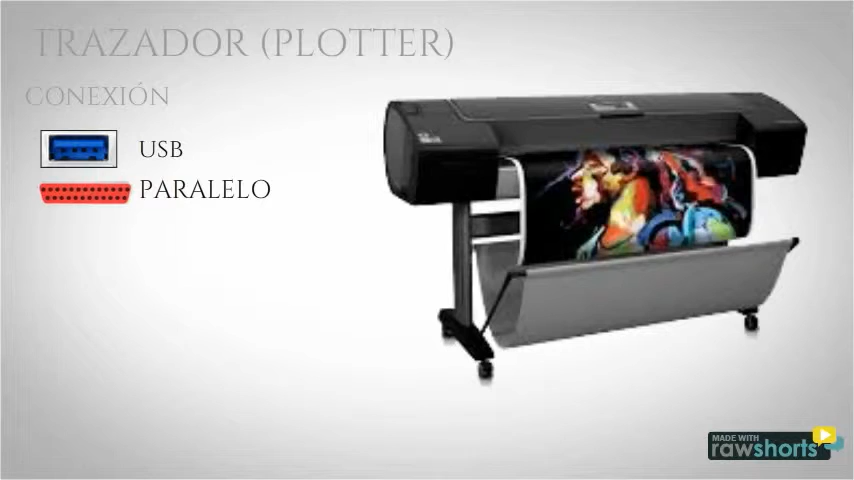 TRAZADOR (PLOTTER)
CONEXIÓN
USB
PARALELO
MADE WITH
rawshorts